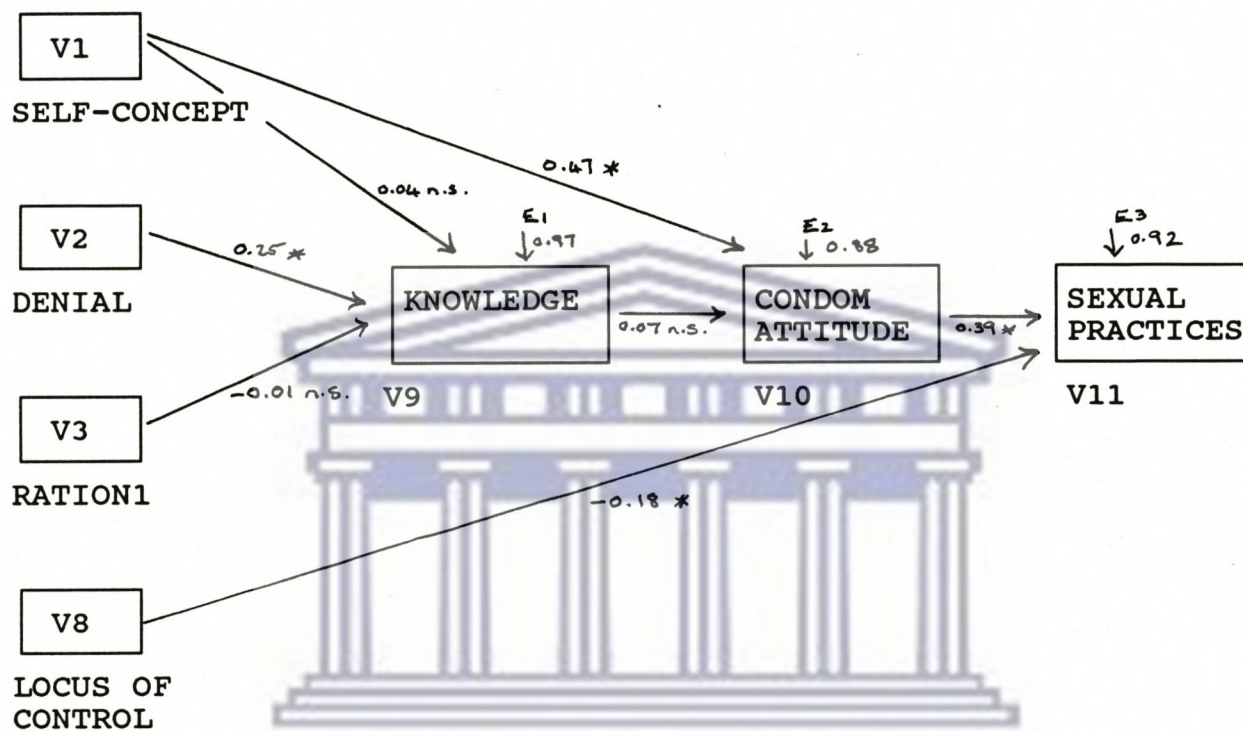 V1
SELF-CONCEPT
0.47 *
0.04 n.s.
V2
DENIAL
0.25 *
E1
0.97
E2
0.88
E3
0.92
KNOWLEDGE
V9
0.07 n.s.
CONDOM
ATTITUDE
V10
0.39 *
SEXUAL
PRACTICES
V11
-0.01 n.s.
V3
RATION1
-0.18 *
V8
LOCUS OF
CONTROL